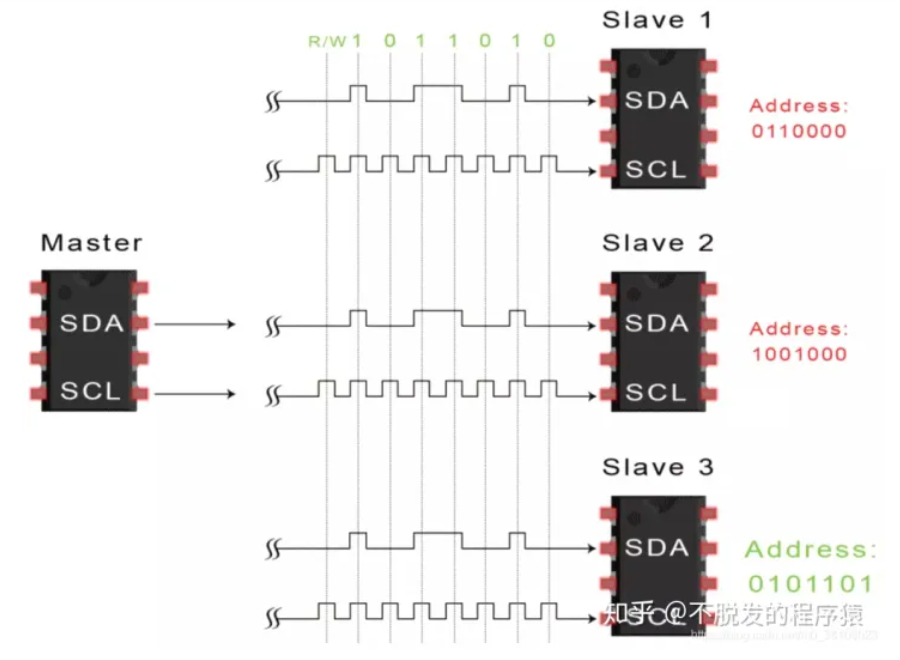 Slave 1
R/W 1 0 1 1 0 1 0
SDA
Address:
0110000
SCL
Master
Slave 2
SDA
SDA
Address:
1001000
SCL
SCL
Slave 3
SDA
Address:
0101101
SCL
知乎 @不脱发的程序猿